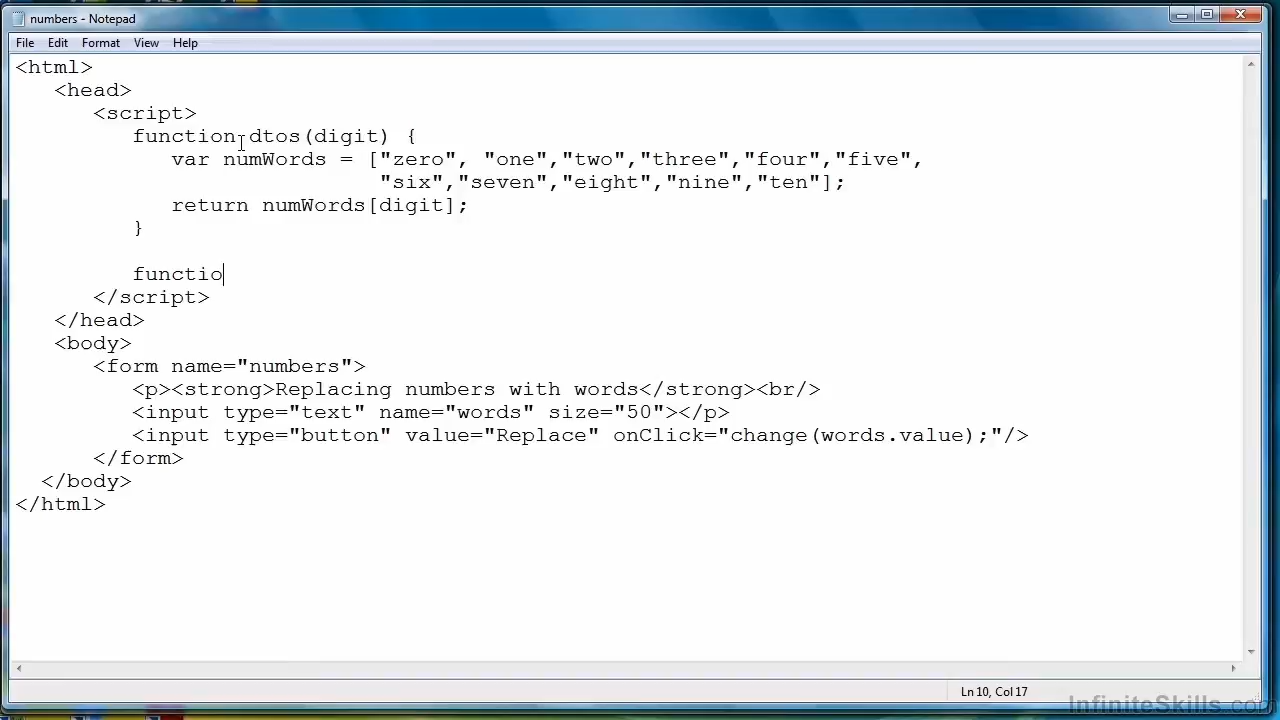 numbers - Notepad
File Edit Format View Help
<html>
<head>
<script>
function dtos(digit) {
var numWords = ["zero", "one","two","three","four","five",
"six","seven","eight","nine","ten"];
return numWords[digit];
}
functio
</script>
</head>
<body>
<form name="numbers">
<p><strong>Replacing numbers with words</strong><br/>
<input type="text" name="words" size="50"></p>
<input type="button" value="Replace" onClick="change(words.value);"/>
</form>
</body>
</html>
Ln 10, Col 17
InfiniteSkills.com